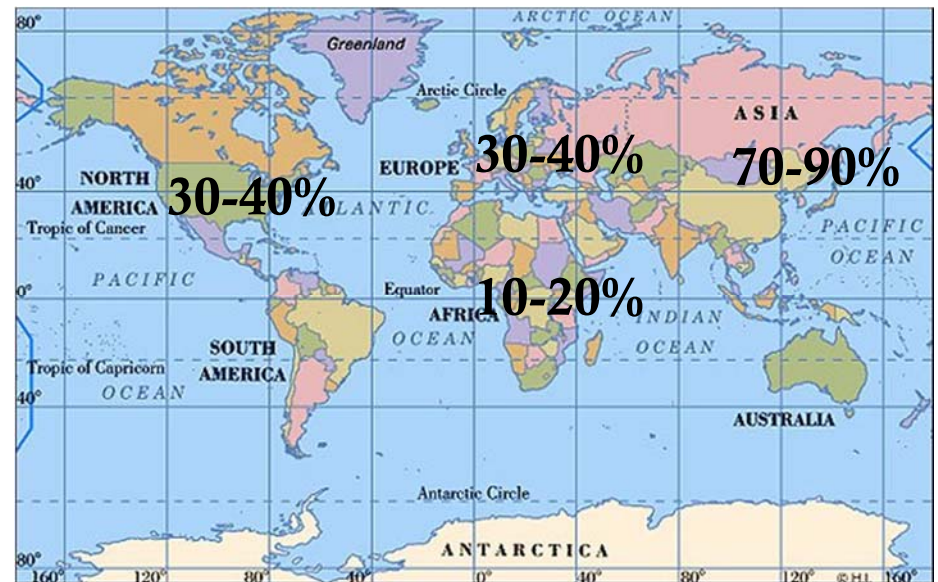 80°
ARCTIC OCEAN
Greenland
Arctic Circle
ASIA
EUROPE
30-40%
70-90%
NORTH
AMERICA
30-40%
40°
ATLANTIC
Tropic of Cancer
PACIFIC
OCEAN
PACIFIC
Equator
0°
AFRICA
10-20%
OCEAN
INDIAN
OCEAN
SOUTH
AMERICA
Tropic of Capricorn
OCEAN
40°
AUSTRALIA
Antarctic Circle
ANTARCTICA
80°
160° 120° 80° 40° 0° 40° 80° 120° 160°